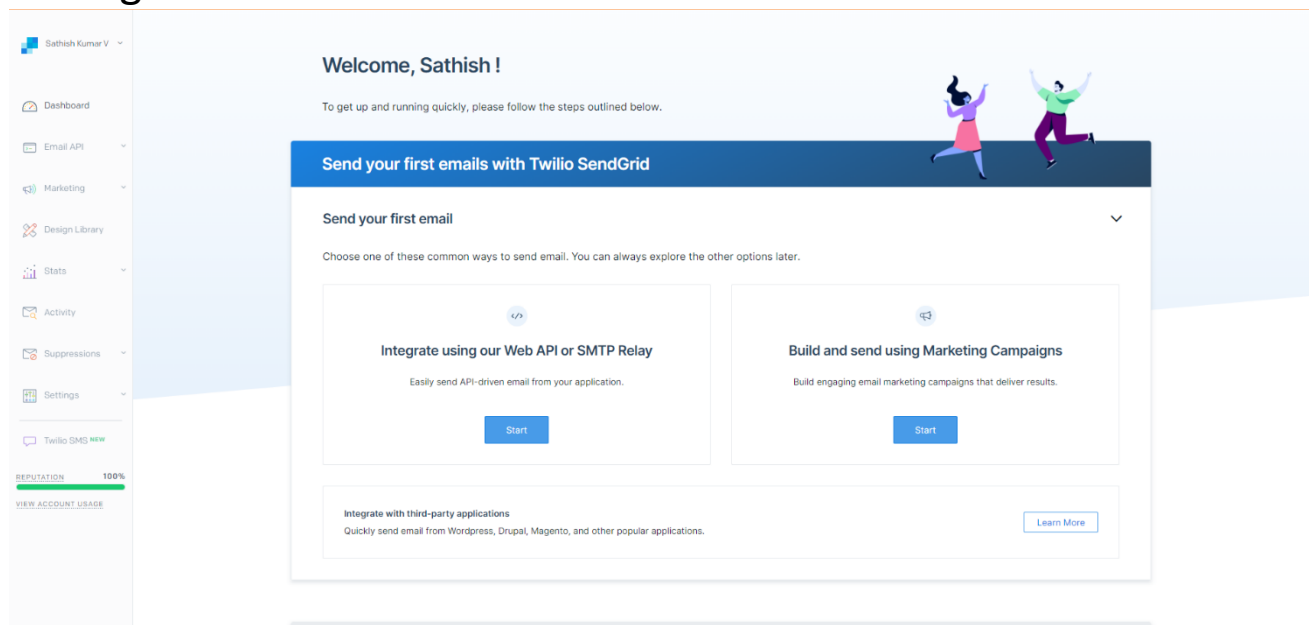 Sathish Kumar V
Dashboard
Email API
Marketing
Design Library
Stats
Activity
Suppressions
Settings
Twilio SMS NEW
REPUTATION 100%
VIEW ACCOUNT USAGE
Welcome, Sathish !
To get up and running quickly, please follow the steps outlined below.
Send your first emails with Twilio SendGrid
Send your first email
Choose one of these common ways to send email. You can always explore the other options later.
</>
Integrate using our Web API or SMTP Relay
Easily send API-driven email from your application.
Start
Build and send using Marketing Campaigns
Build engaging email marketing campaigns that deliver results.
Start
Integrate with third-party applications
Quickly send email from Wordpress, Drupal, Magento, and other popular applications.
Learn More